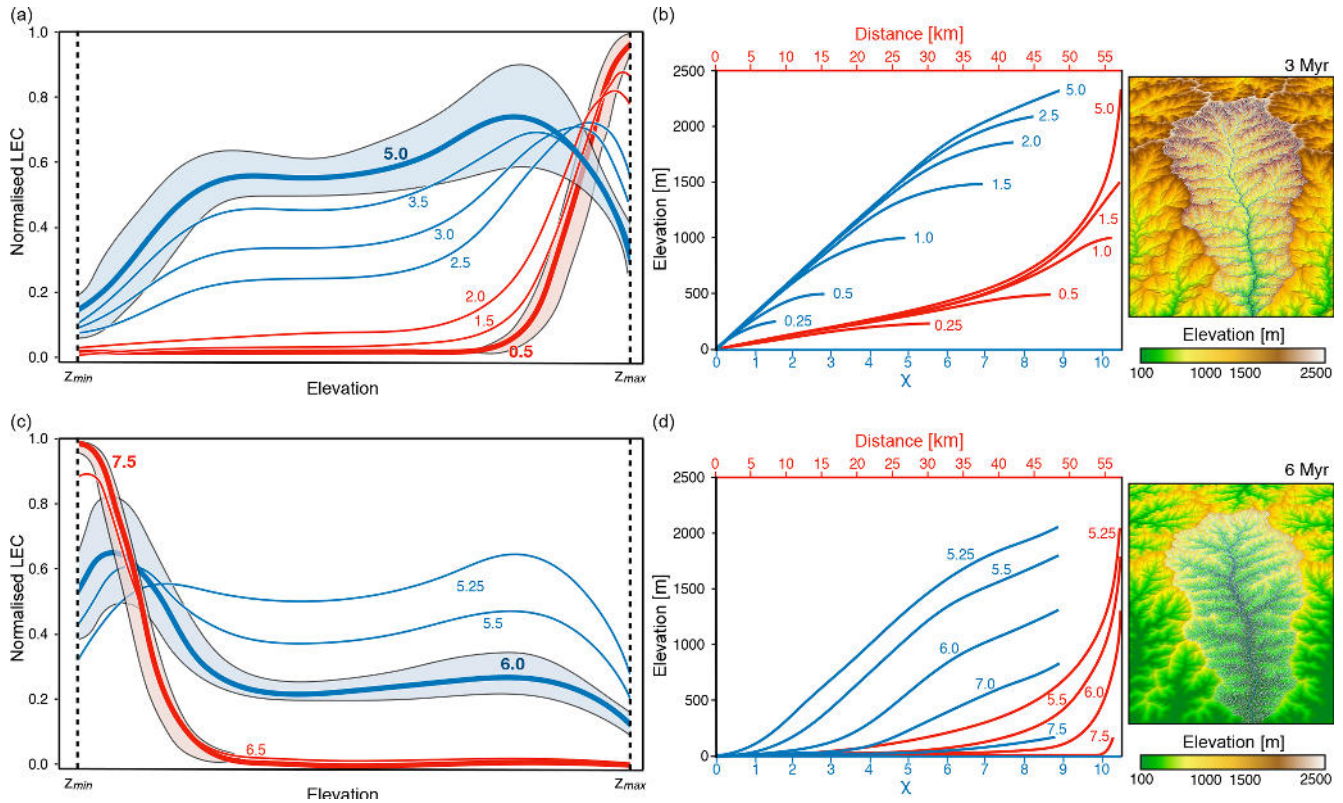 (a)
1.0
0.8
0.6
0.4
0.2
0.0
Normalised LEC
5.0
3.5
3.0
2.5
2.0
1.5
0.5
zmin
Elevation
zmax
(b)
Distance [km]
0 5 10 15 20 25 30 35 40 45 50 55
2500
2000
1500
1000
500
0
Elevation [m]
5.0
2.5
2.0
1.5
1.0
0.5
0.25
5.0
1.5
1.0
0.5
0.25
0 1 2 3 4 5 6 7 8 9 10
χ
3 Myr
Elevation [m]
100 1000 1500 2500
(c)
1.0
0.8
0.6
0.4
0.2
0.0
Normalised LEC
7.5
5.25
5.5
6.0
6.5
zmin
Elevation
zmax
(d)
Distance [km]
0 5 10 15 20 25 30 35 40 45 50 55
2500
2000
1500
1000
500
0
Elevation [m]
5.25
5.5
6.0
7.0
7.5
5.25
5.5
6.0
7.5
0 1 2 3 4 5 6 7 8 9 10
χ
6 Myr
Elevation [m]
100 1000 1500 2500